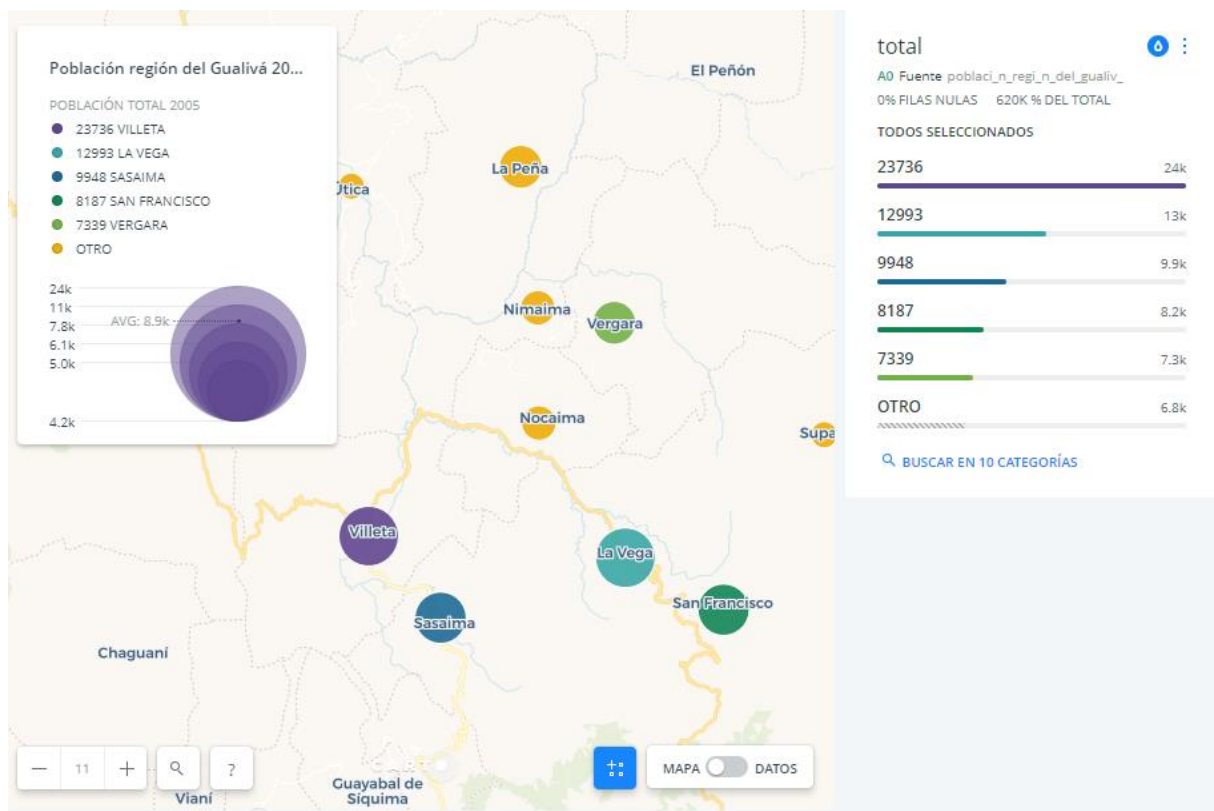 Población región del Gualivá 20...
POBLACIÓN TOTAL 2005
23736 VILLETA
12993 LA VEGA
9948 SASAIMA
8187 SAN FRANCISCO
7339 VERGARA
OTRO
24k
11k
7.8k
AVG: 8.9k
6.1k
5.0k
4.2k
El Peñón
La Peña
Útica
Nimaima
Vergara
Nocaima
Supa
Villeta
La Vega
San Francisco
Sasaima
Chaguaní
Guayabal de
Síquima
Vianí
11
?
MAPA
DATOS
total
A0 Fuente poblaci_n_regi_n_del_gualiv_
0% FILAS NULAS 620K % DEL TOTAL
TODOS SELECCIONADOS
23736 24k
12993 13k
9948 9.9k
8187 8.2k
7339 7.3k
OTRO 6.8k
BUSCAR EN 10 CATEGORÍAS